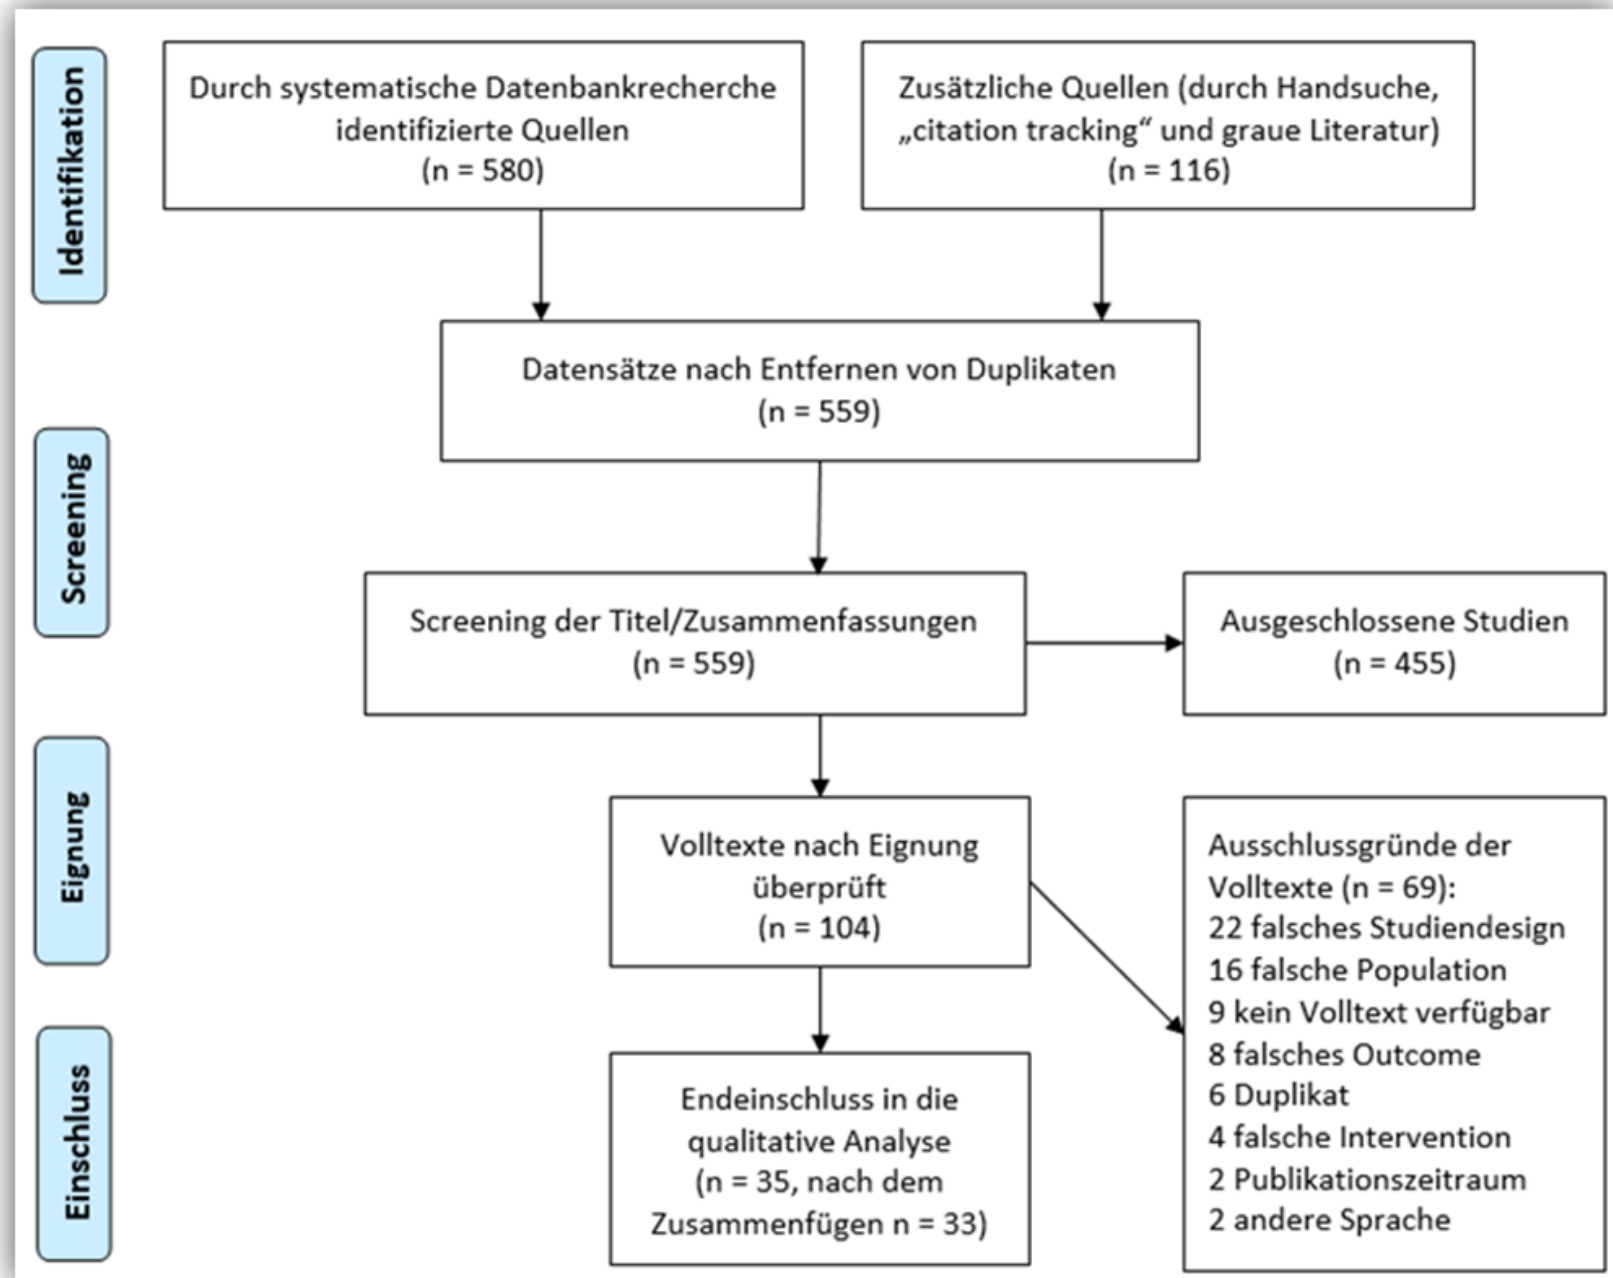 Identifikation
Durch systematische Datenbankrecherche
identifizierte Quellen
(n = 580)
Zusätzliche Quellen (durch Handsuche,
„citation tracking“ und graue Literatur)
(n = 116)
Datensätze nach Entfernen von Duplikaten
(n = 559)
Screening
Screening der Titel/Zusammenfassungen
(n = 559)
Ausgeschlossene Studien
(n = 455)
Eignung
Volltexte nach Eignung
überprüft
(n = 104)
Ausschlussgründe der
Volltexte (n = 69):
22 falsches Studiendesign
16 falsche Population
9 kein Volltext verfügbar
8 falsches Outcome
6 Duplikat
4 falsche Intervention
2 Publikationszeitraum
2 andere Sprache
Einschluss
Endeinschluss in die
qualitative Analyse
(n = 35, nach dem
Zusammenfügen n = 33)